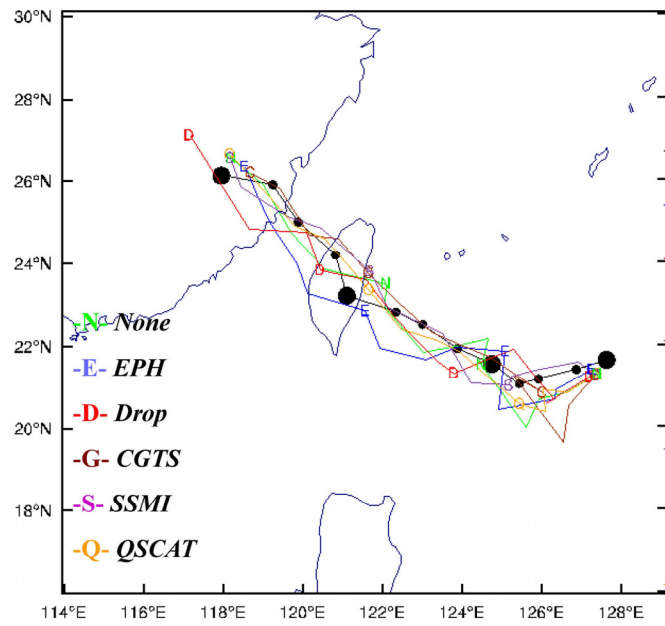 30°N
28°N
26°N
24°N
22°N
20°N
18°N
-N- None
-E- EPH
-D- Drop
-G- CGTS
-S- SSMI
-Q- QSCAT
114°E 116°E 118°E 120°E 122°E 124°E 126°E 128°E
D
E
N
D
E
Q
D
E
S
Q